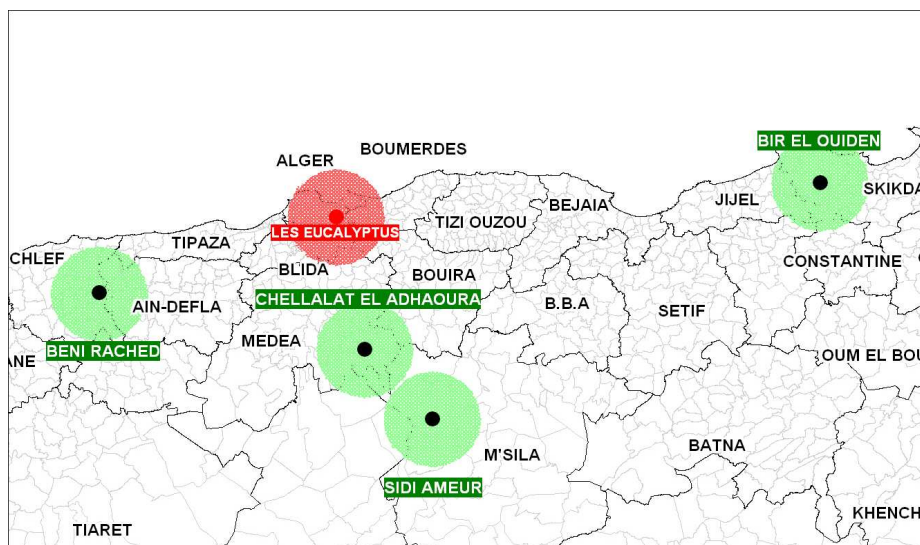 BIR EL OUIDEN
BOUMERDES
ALGER
SKIKDA
JIJEL
BEJAIA
TIZI OUZOU
LES EUCALYPTUS
TIPAZA
CHLEF
CONSTANTINE
BLIDA
BOUIRA
CHELLALAT EL ADHAOURA
B.B.A
AIN-DEFLA
SETIF
MEDEA
BENI RACHED
ANE
OUM EL BOU
BATNA
M'SILA
SIDI AMEUR
KHENCH
TIARET